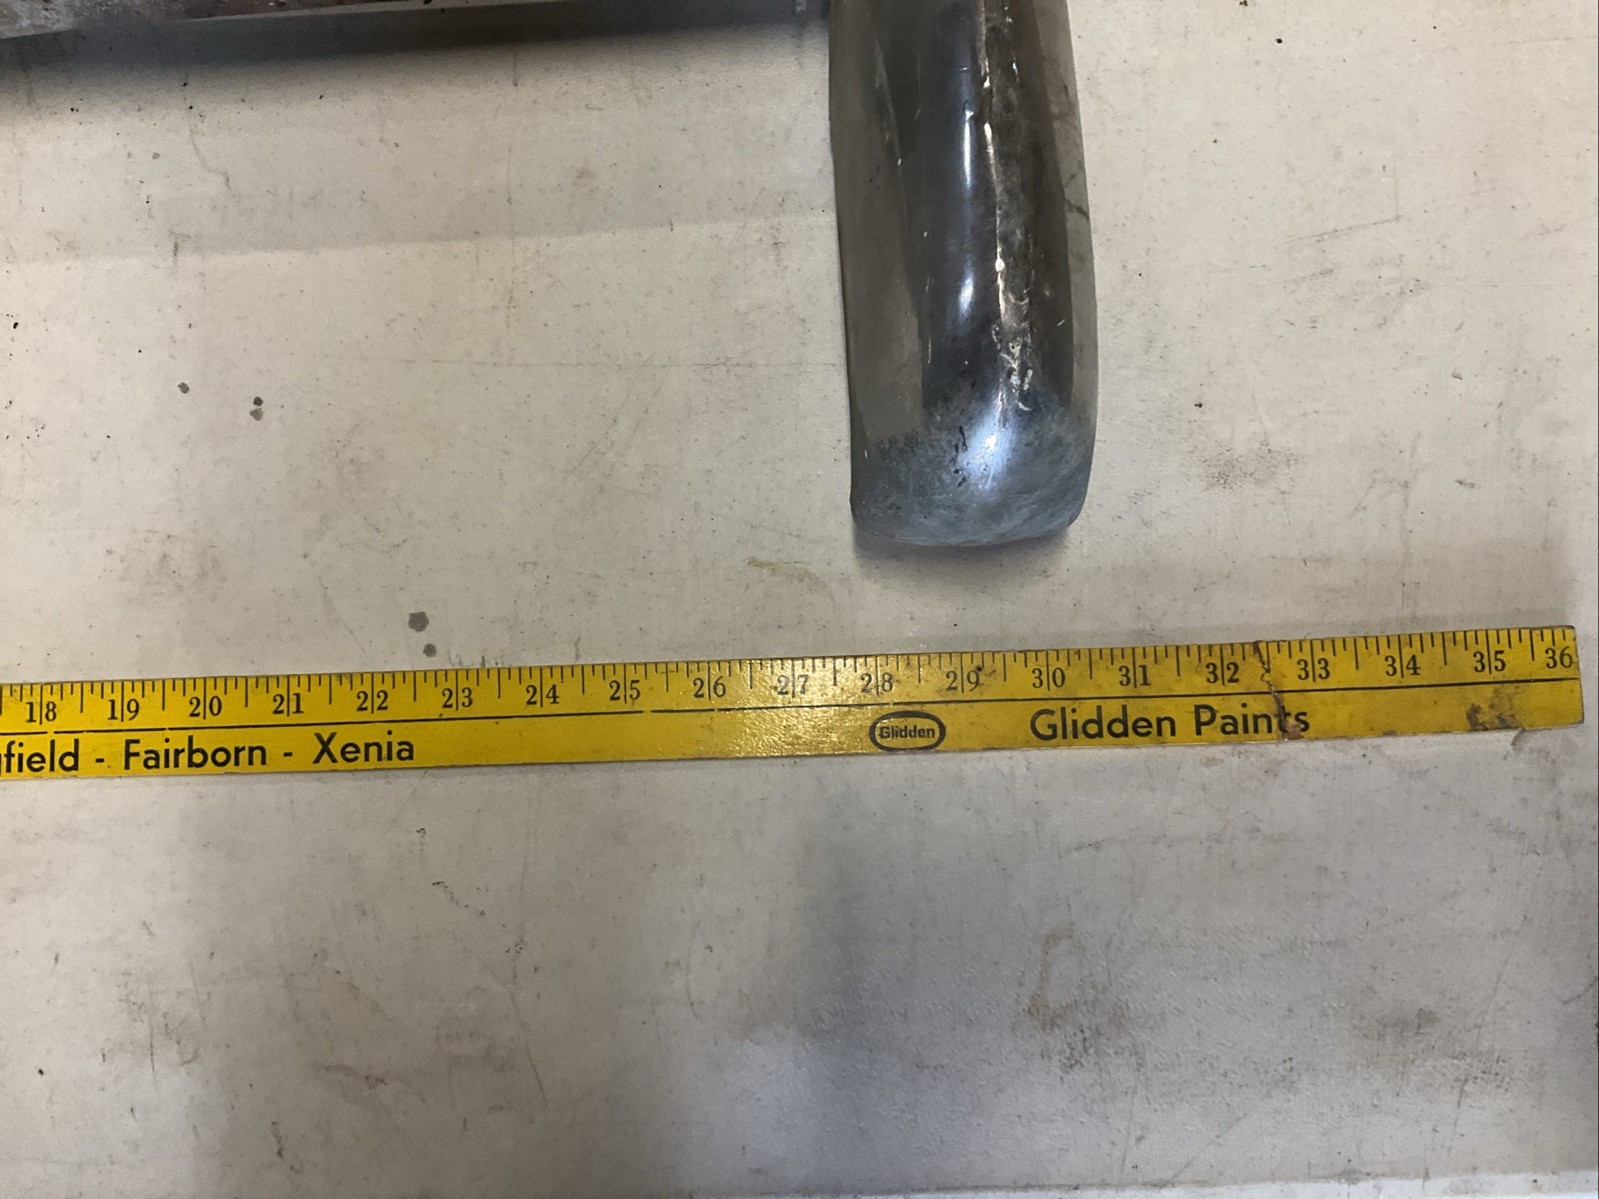 18 19 20 21 22 23 24 25 26 27 28 29 30 31 32 33 34 35 36
field - Fairborn - Xenia Glidden Glidden Paints